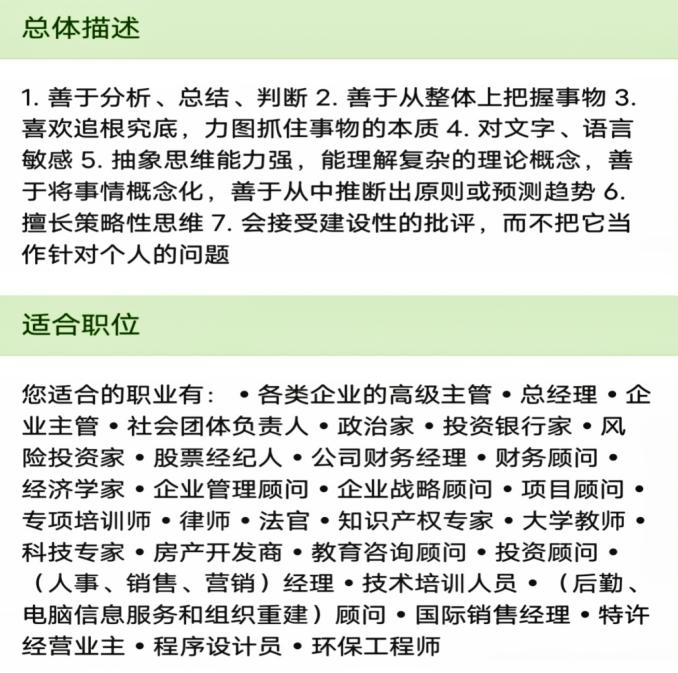 总体描述
1. 善于分析、总结、判断 2. 善于从整体上把握事物 3.
喜欢追根究底，力图抓住事物的本质 4. 对文字、语言
敏感 5. 抽象思维能力强，能理解复杂的理论概念，善
于将事情概念化，善于从中推断出原则或预测趋势 6.
擅长策略性思维 7. 会接受建设性的批评，而不把它当
作针对个人的问题
适合职位
您适合的职业有： • 各类企业的高级主管 • 总经理 • 企
业主管 • 社会团体负责人 • 政治家 • 投资银行家 • 风
险投资家 • 股票经纪人 • 公司财务经理 • 财务顾问 •
经济学家 • 企业管理顾问 • 企业战略顾问 • 项目顾问 •
专项培训师 • 律师 • 法官 • 知识产权专家 • 大学教师 •
科技专家 • 房产开发商 • 教育咨询顾问 • 投资顾问 •
（人事、销售、营销）经理 • 技术培训人员 • （后勤、
电脑信息服务和组织重建）顾问 • 国际销售经理 • 特许
经营业主 • 程序设计员 • 环保工程师